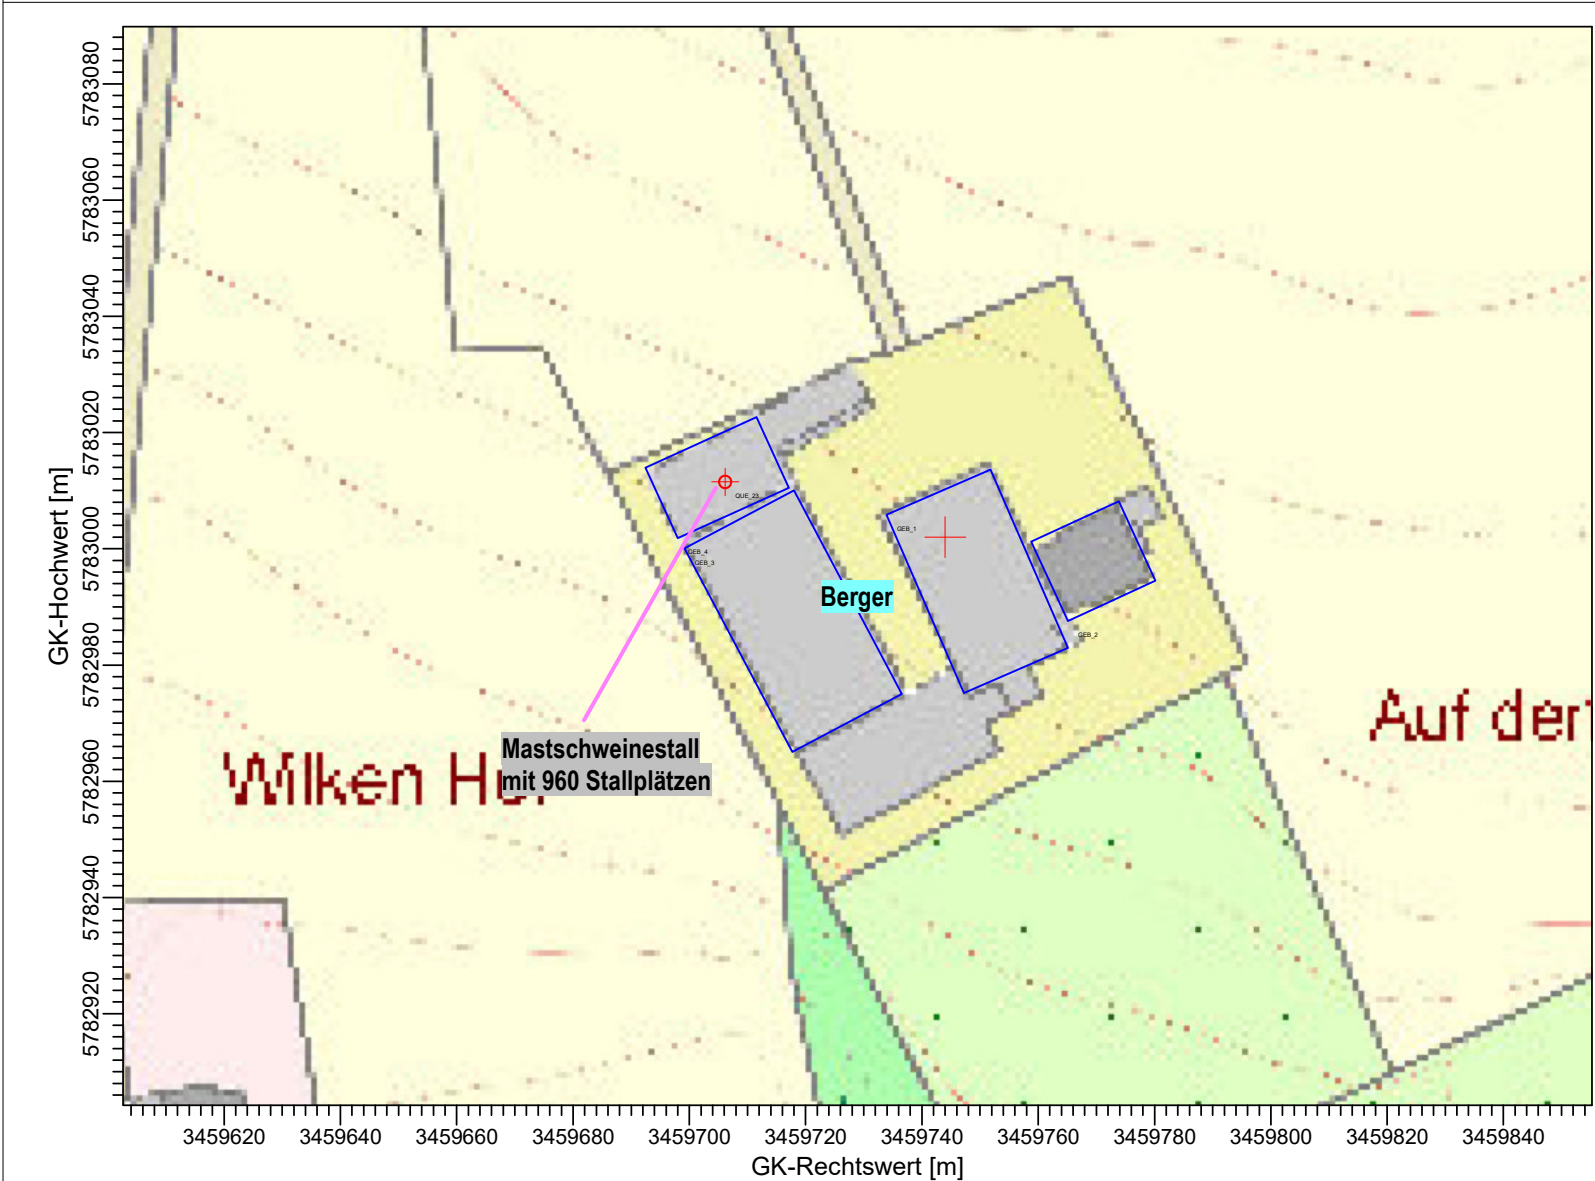 GK-Hochwert [m]
5783080
5783060
5783040
5783020
5783000
5782980
5782960
5782940
5782920
QUE_23
GEB_1
GEB_4
GEB_3
Berger
GEB_2
Auf der
Mastschweinestall
mit 960 Stallplätzen
Wilken
3459620 3459640 3459660 3459680 3459700 3459720 3459740 3459760 3459780 3459800 3459820 3459840
GK-Rechtswert [m]